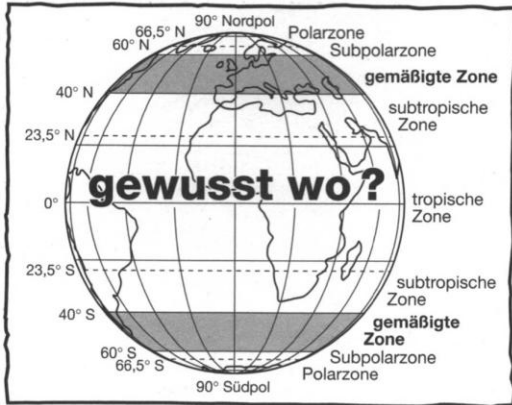 90° Nordpol
66,5° N
Polarzone
60° N
Subpolarzone
gemäßigte Zone
40° N
subtropische
Zone
23,5° N
gewusst wo?
0°
tropische
Zone
23,5° S
subtropische
Zone
40° S
gemäßigte
Zone
60° S
Subpolarzone
66,5° S
Polarzone
90° Südpol